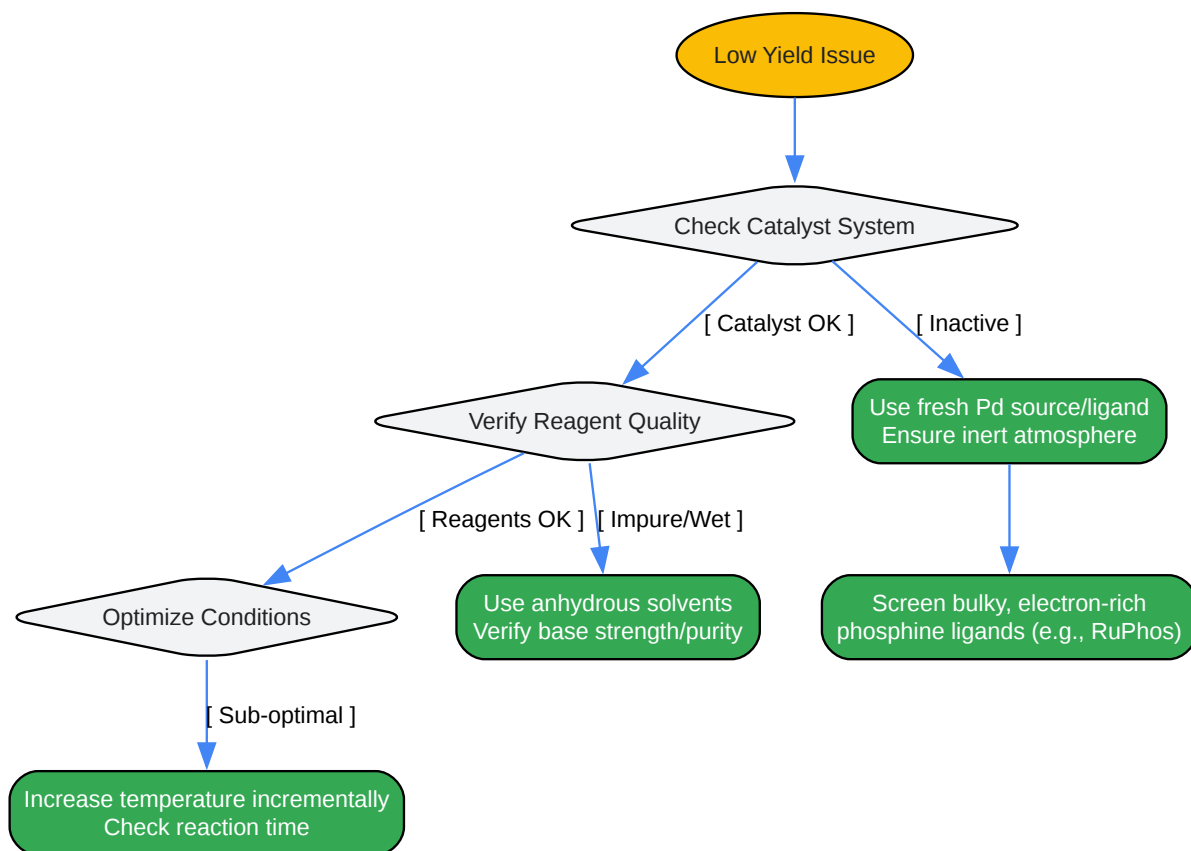 Low Yield Issue
Check Catalyst System
[ Catalyst OK ]
[ Inactive ]
Verify Reagent Quality
Use fresh Pd source/ligand
Ensure inert atmosphere
[ Reagents OK ]
[ Impure/Wet ]
Optimize Conditions
Use anhydrous solvents
Verify base strength/purity
Screen bulky, electron-rich
phosphine ligands (e.g., RuPhos)
[ Sub-optimal ]
Increase temperature incrementally
Check reaction time